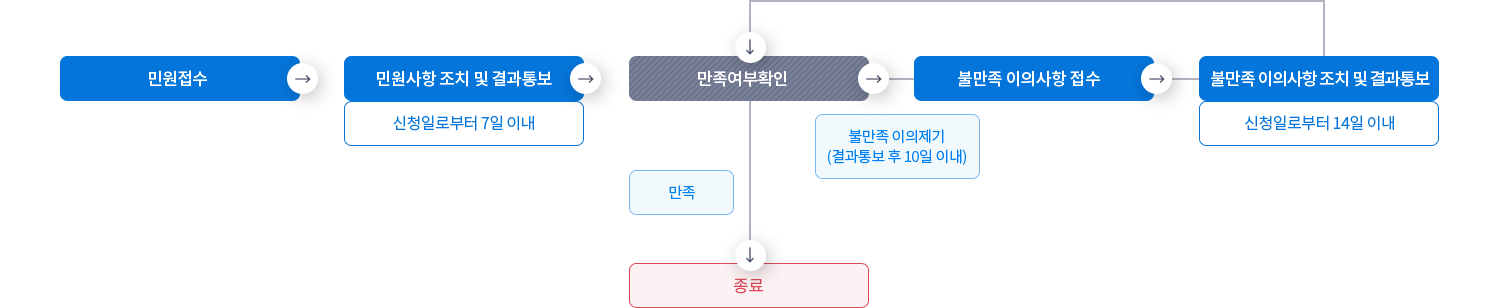 민원접수
민원사항 조치 및 결과통보
신청일로부터 7일 이내
만족여부확인
불만족 이의사항 접수
불만족 이의사항 조치 및 결과통보
신청일로부터 14일 이내
불만족 이의제기
(결과통보 후 10일 이내)
만족
종료